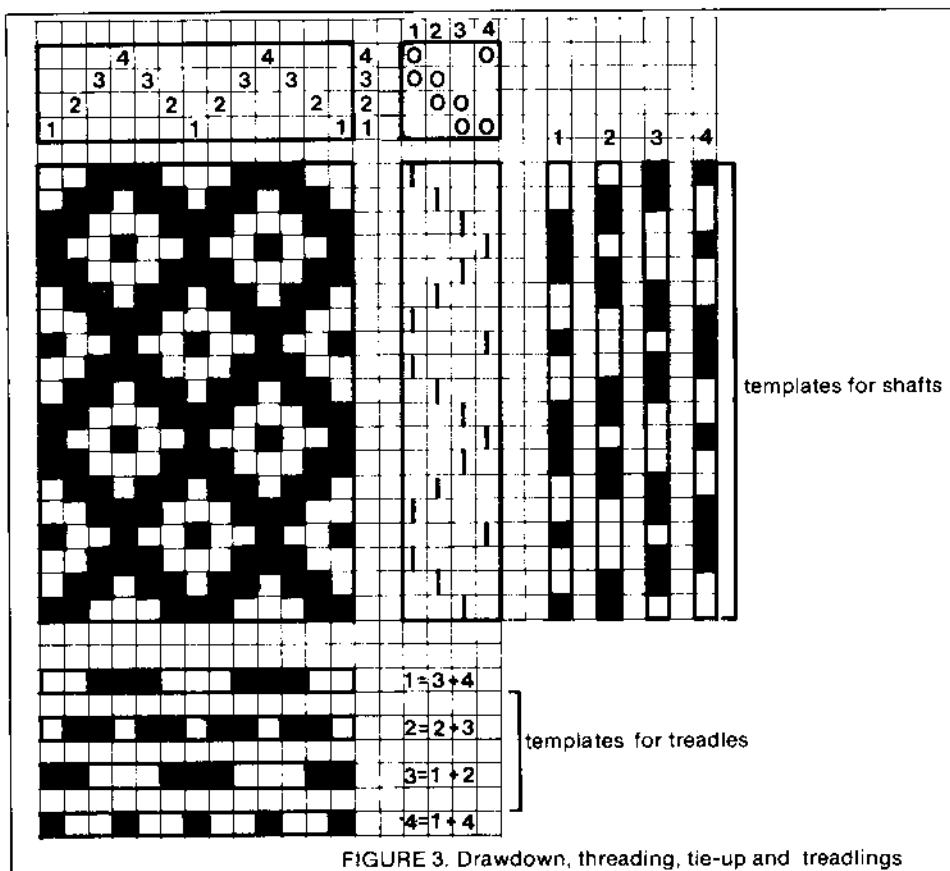 1 2 3 4
4 4 4 O O
3 3 3 3 3 O O
2 2 2 2 2 O O
1 1 1 1 O O
1 2 3 4
templates for shafts
1=3+4
2=2+3
templates for treadles
3=1+2
4=1+4
FIGURE 3. Drawdown, threading, tie-up and treadlings